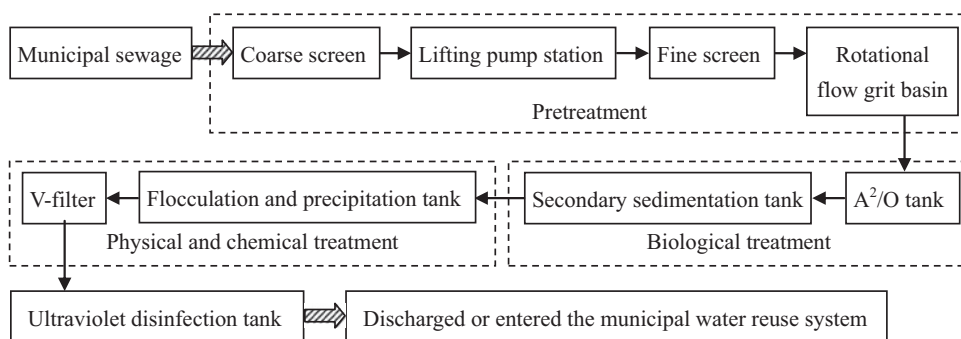 Municipal sewage
Coarse screen
Lifting pump station
Fine screen
Rotational
flow grit basin
Pretreatment
V-filter
Flocculation and precipitation tank
Secondary sedimentation tank
A²/O tank
Physical and chemical treatment
Biological treatment
Ultraviolet disinfection tank
Discharged or entered the municipal water reuse system